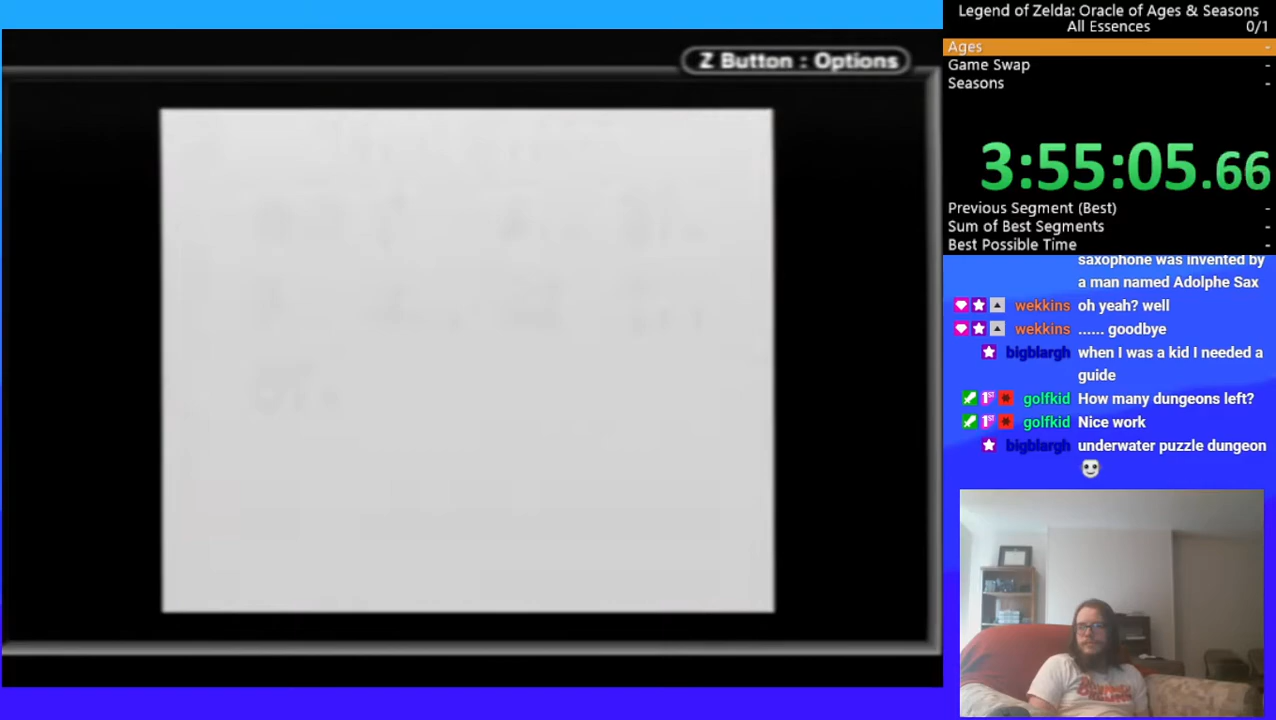 Z Button : Options
Legend of Zelda: Oracle of Ages & Seasons
All Essences 0/1
Ages -
Game Swap -
Seasons -
3:55:05.66
Previous Segment (Best) -
Sum of Best Segments -
Best Possible Time -
saxophone was invented by
a man named Adolphe Sax
wekkins oh yeah? well
wekkins ...... goodbye
bigblargh when I was a kid I needed a
guide
golfkid How many dungeons left?
golfkid Nice work
bigblargh underwater puzzle dungeon